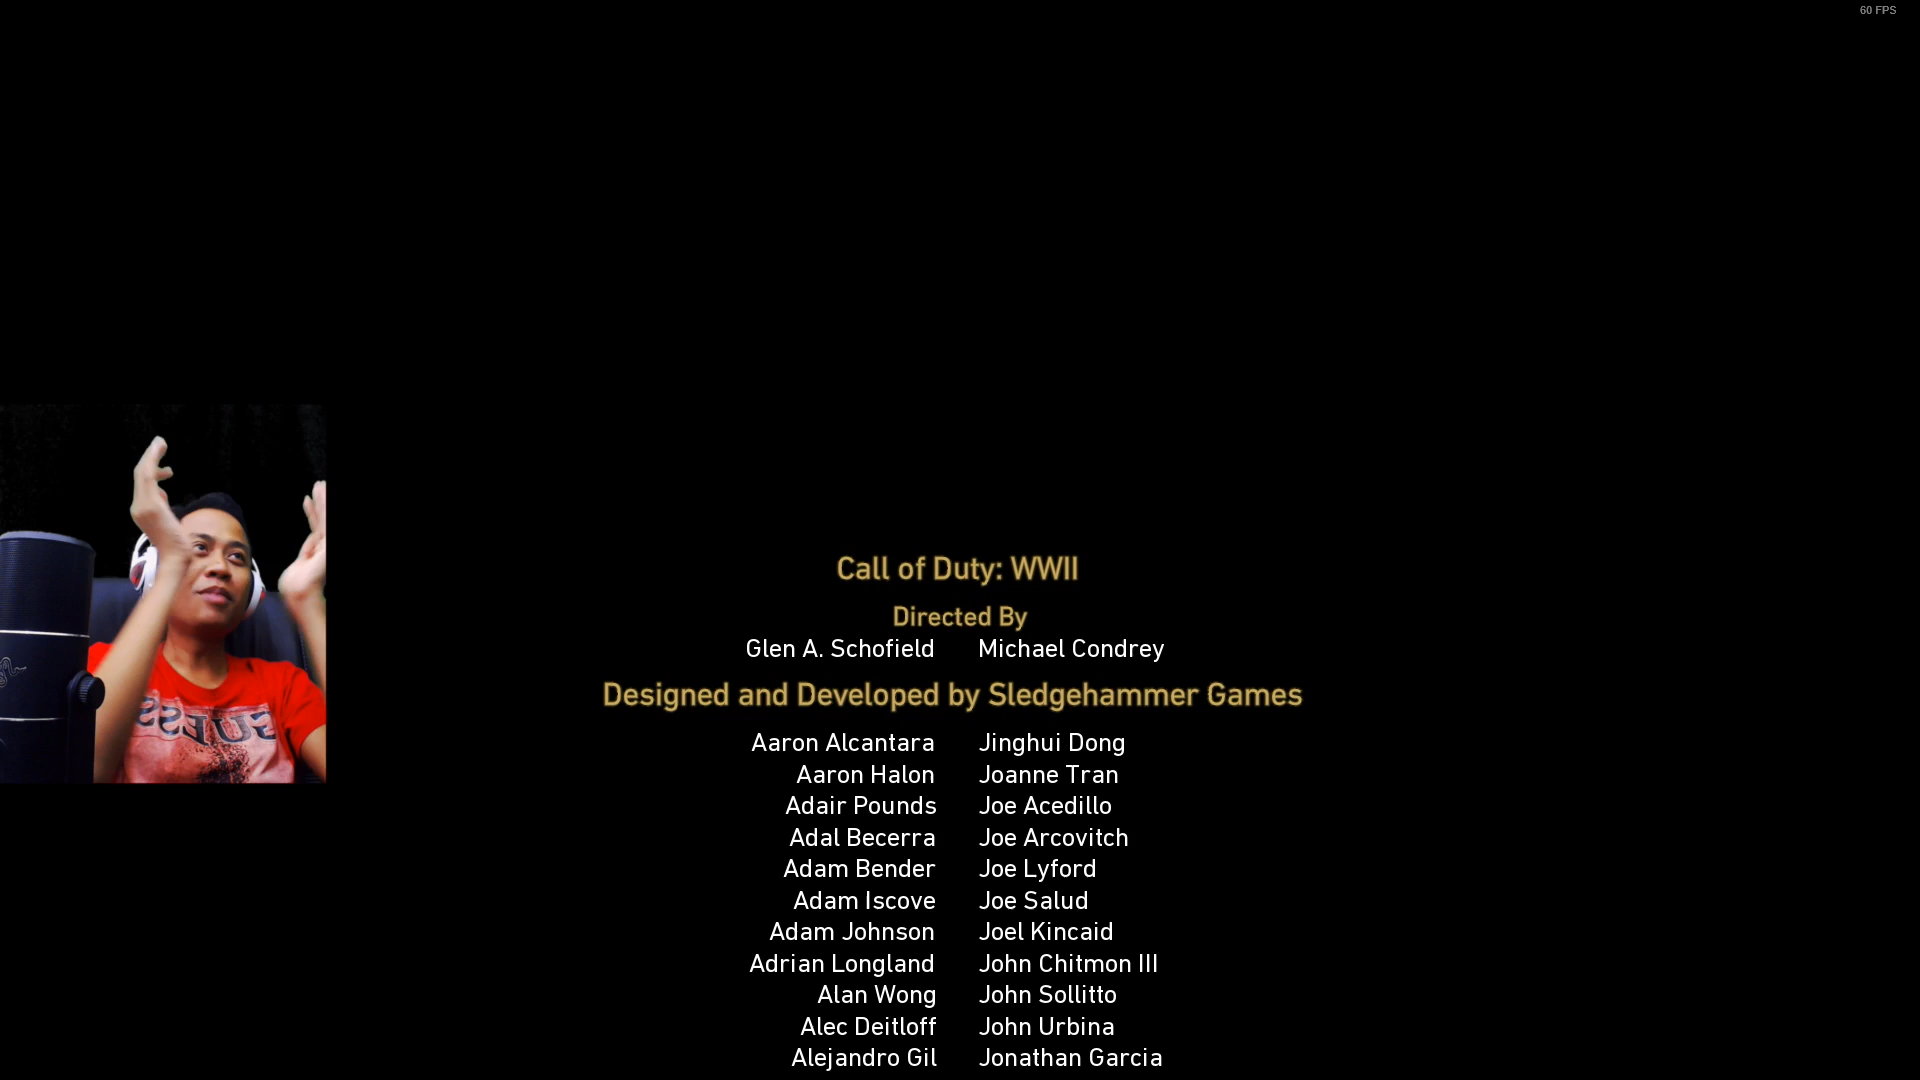 60 FPS
Call of Duty: WWII
Directed By
Glen A. Schofield Michael Condrey
Designed and Developed by Sledgehammer Games
Aaron Alcantara Jinghui Dong
Aaron Halon Joanne Tran
Adair Pounds Joe Acedillo
Adal Becerra Joe Arcovitch
Adam Bender Joe Lyford
Adam Iscove Joe Salud
Adam Johnson Joel Kincaid
Adrian Longland John Chitmon III
Alan Wong John Sollitto
Alec Deitloff John Urbina
Alejandro Gil Jonathan Garcia
GUESS